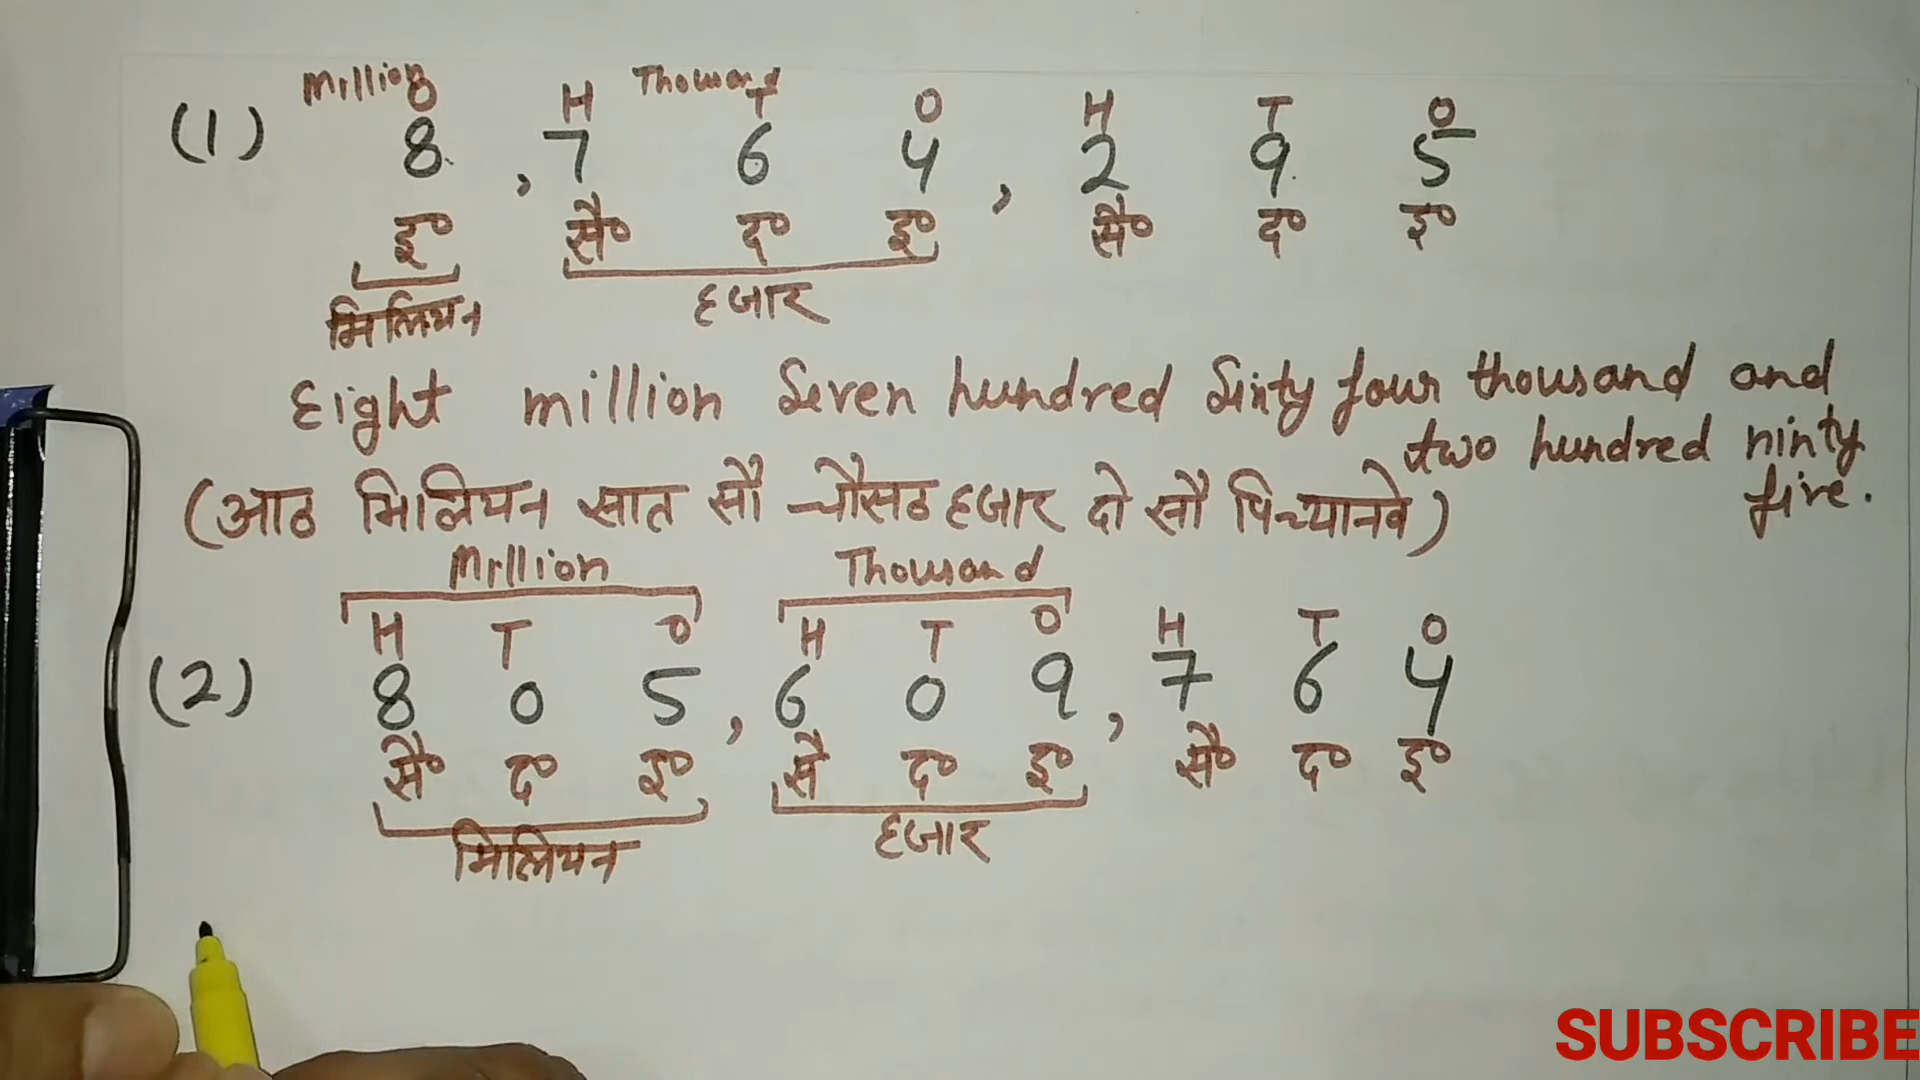 Million H Thousand T O H T O
(1) 8 , 7 6 4 , 2 9 5
इ० सै० द० इ० सै० द० इ०
मिलियन हजार
Eight million Seven hundred Sixty four thousand and
two hundred ninty
five.
(आठ मिलियन सात सौ चौसठ हजार दो सौ पिच्यानवे)
Million Thousand
H T O H T O H T O
(2) 8 0 5 , 6 0 9 , 7 6 4
सै० द० इ० सै द० इ० सै० द० इ०
मिलियन हजार
SUBSCRIBE